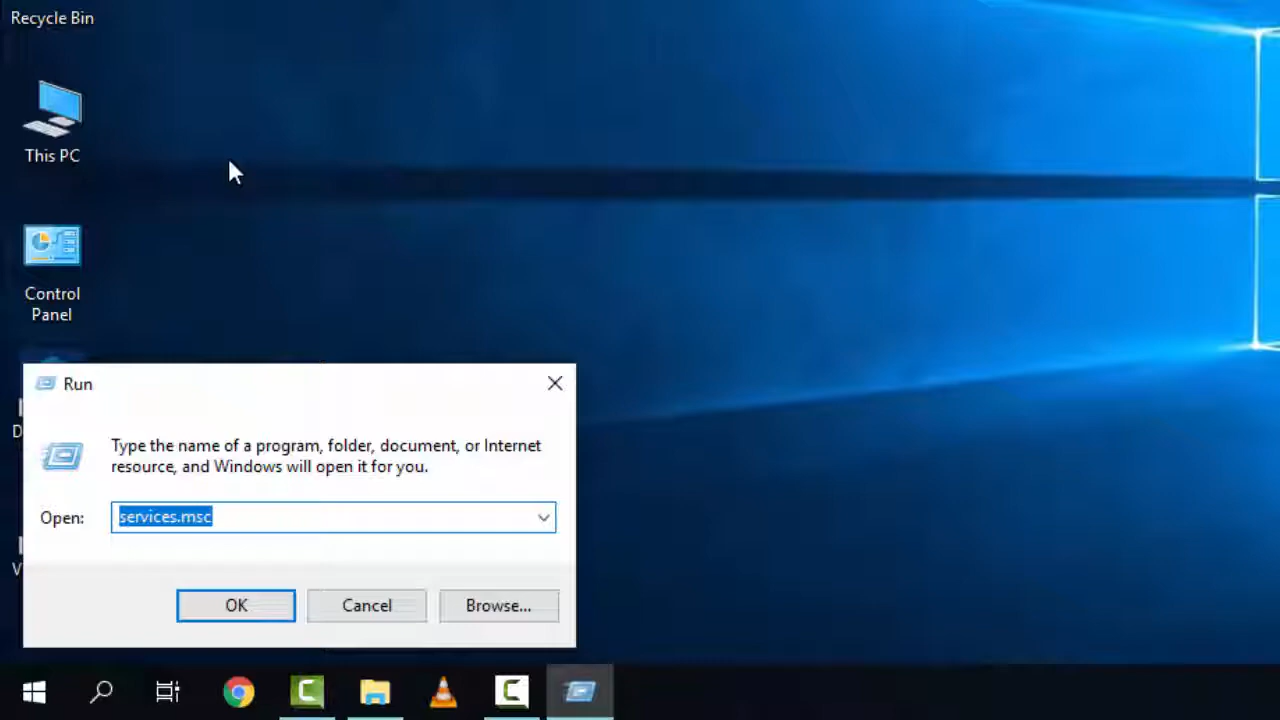 Recycle Bin
This PC
Control
Panel
D
V
Run
Type the name of a program, folder, document, or Internet
resource, and Windows will open it for you.
Open:
services.msc
OK
Cancel
Browse...